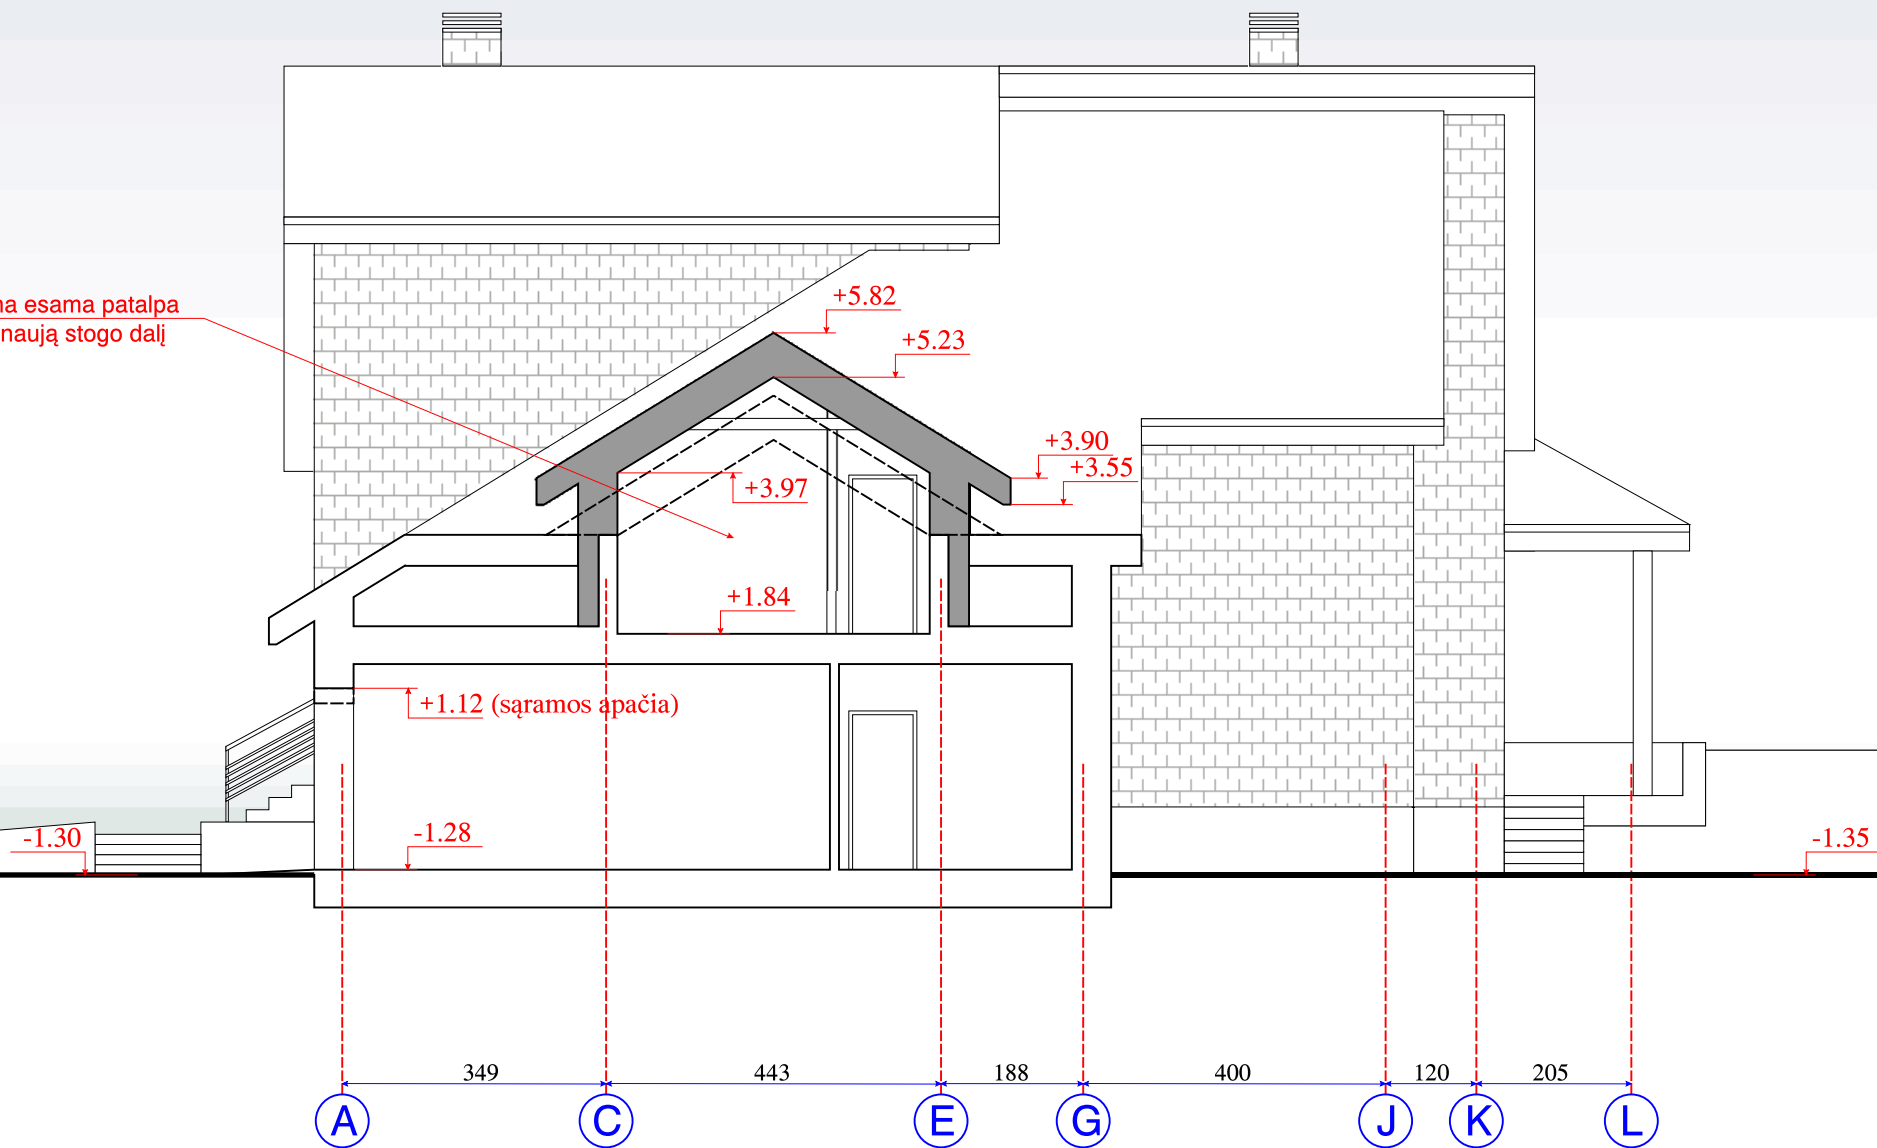 +5.82
esama patalpa
+5.23
naują stogo dalį
+3.90
+3.55
+3.97
+1.84
+1.12 (sąramos apačia)
-1.28
-1.30
-1.35
349 443 188 400 120 205
A C E G J K L